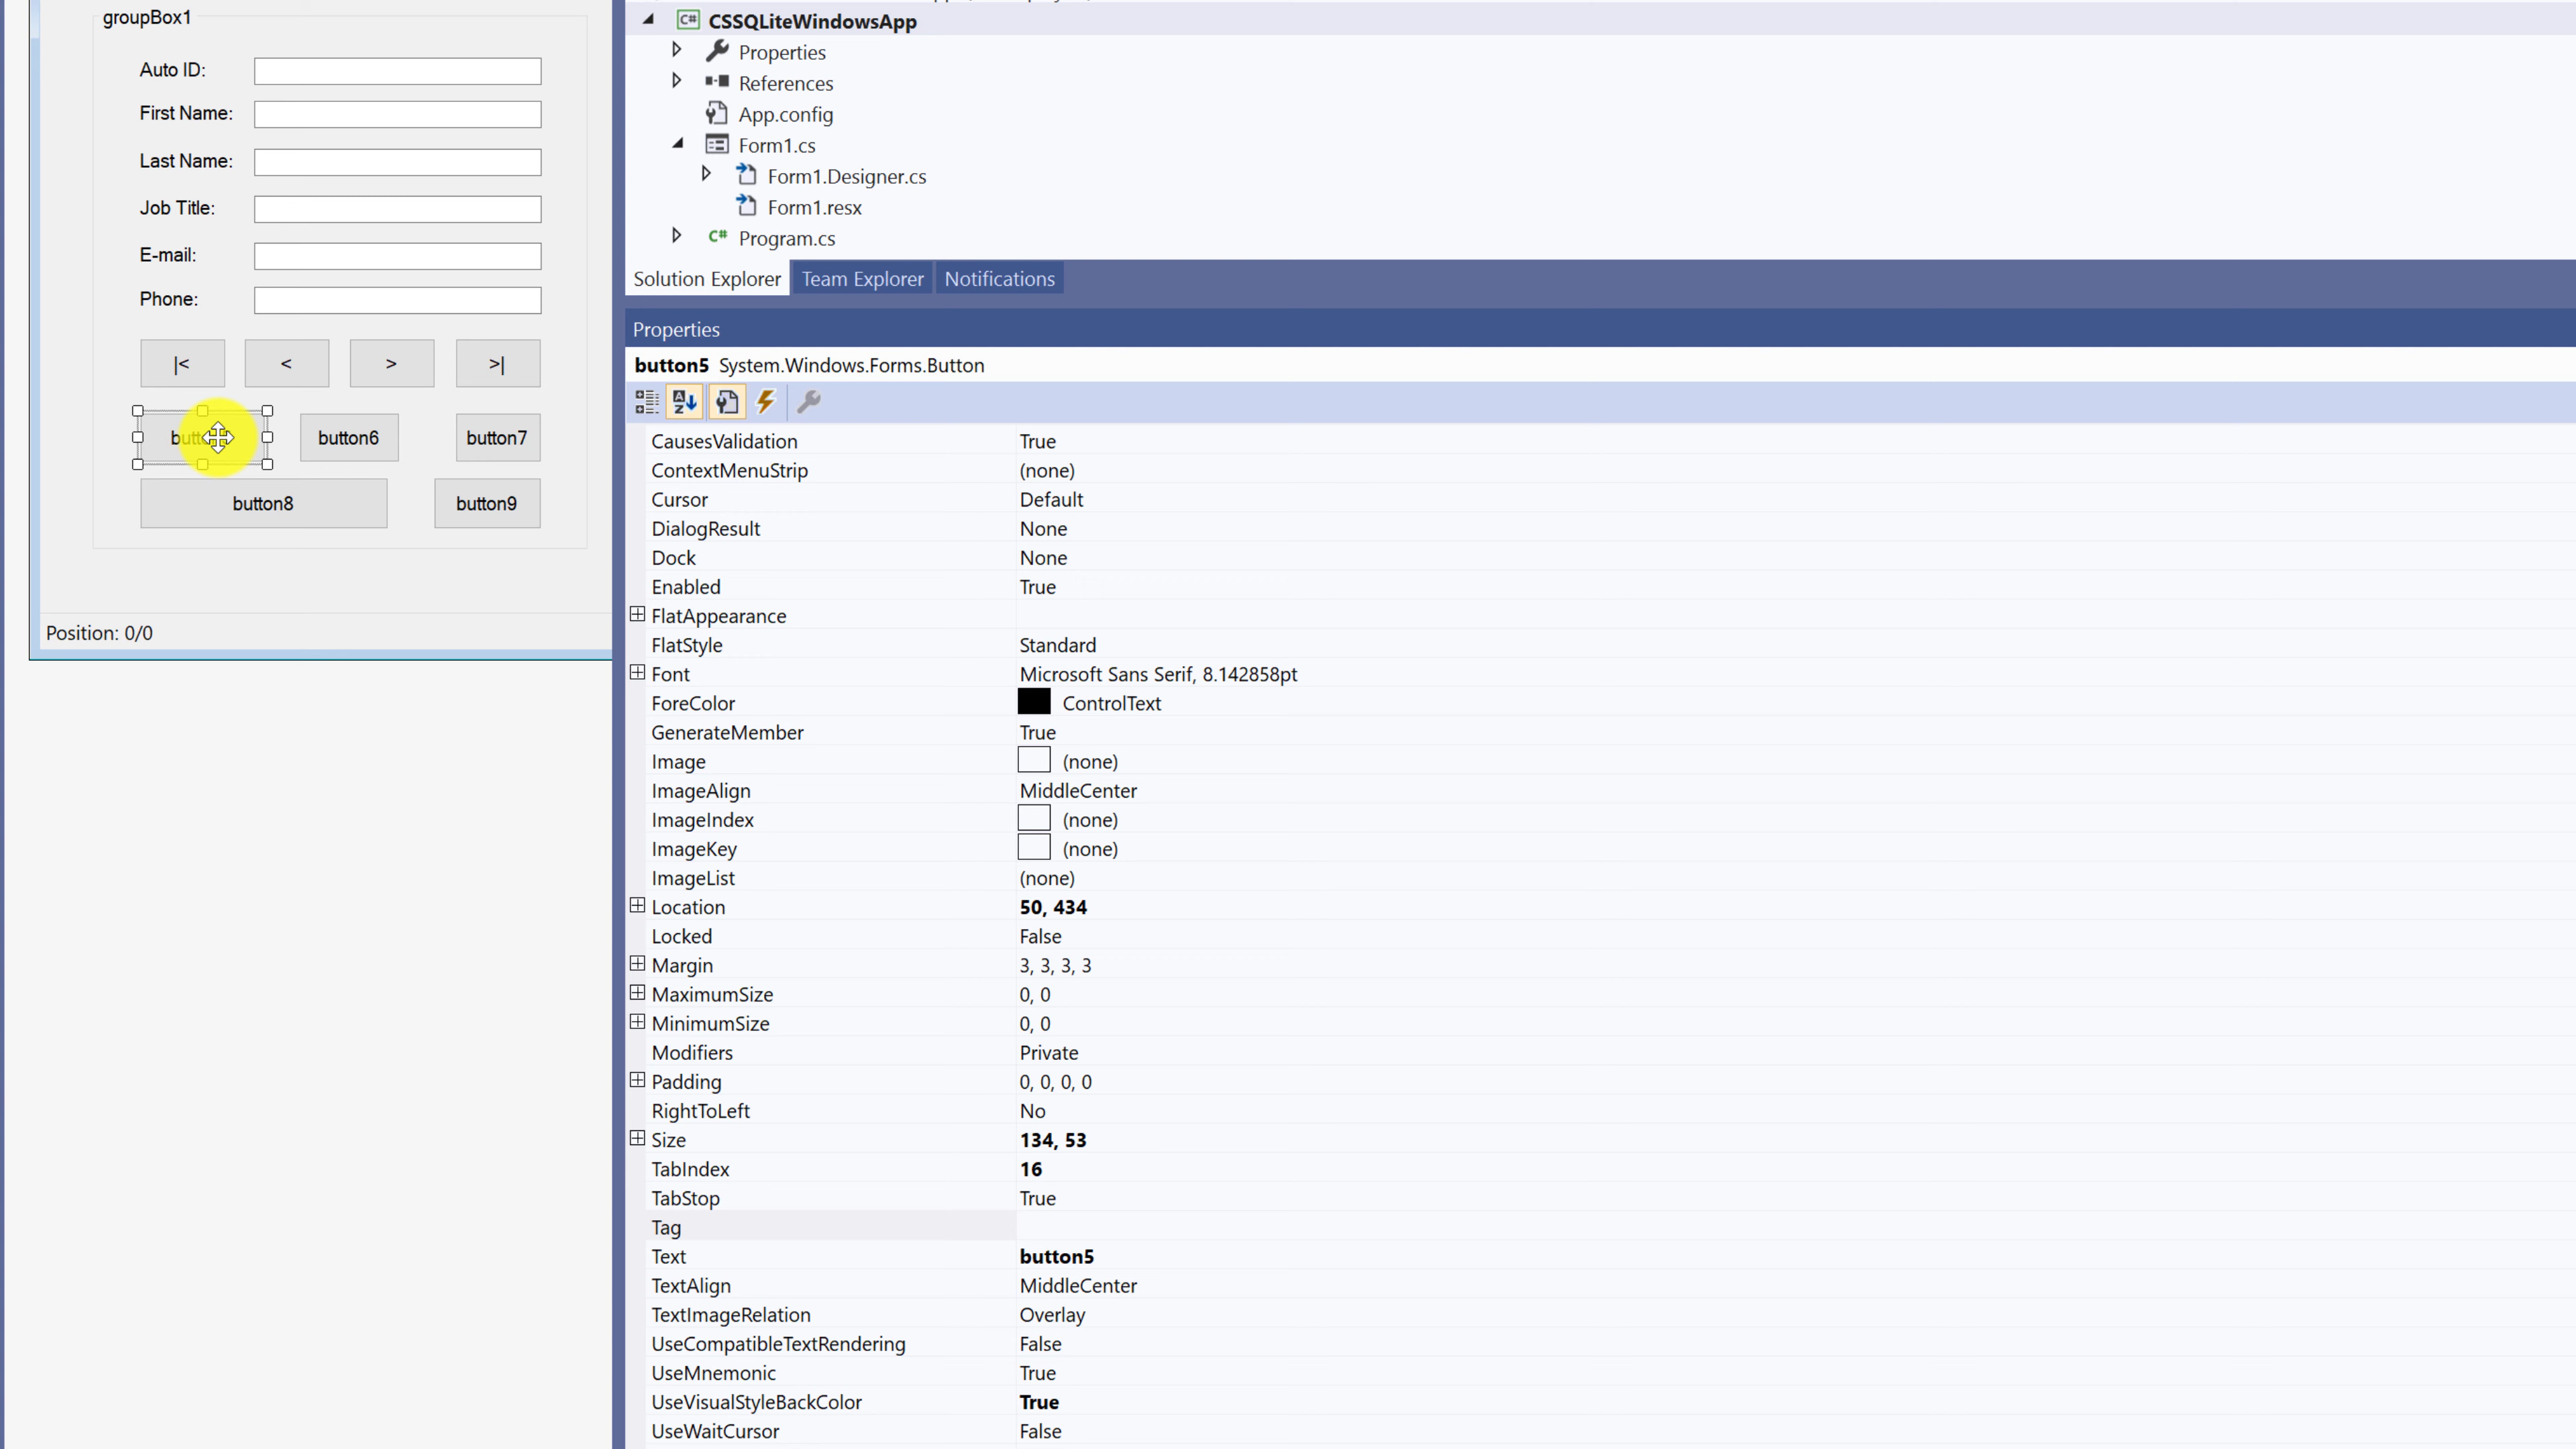 groupBox1
Auto ID:
First Name:
Last Name:
Job Title:
E-mail:
Phone:
|<
<
>
>|
button6
button7
button8
button9
Position: 0/0
CSSQLiteWindowsApp
Properties
References
App.config
Form1.cs
Form1.Designer.cs
Form1.resx
C# Program.cs
Solution Explorer
Team Explorer
Notifications
Properties
button5 System.Windows.Forms.Button
CausesValidation True
ContextMenuStrip (none)
Cursor Default
DialogResult None
Dock None
Enabled True
FlatAppearance
FlatStyle Standard
Font Microsoft Sans Serif, 8.142858pt
ForeColor ControlText
GenerateMember True
Image (none)
ImageAlign MiddleCenter
ImageIndex (none)
ImageKey (none)
ImageList (none)
Location 50, 434
Locked False
Margin 3, 3, 3, 3
MaximumSize 0, 0
MinimumSize 0, 0
Modifiers Private
Padding 0, 0, 0, 0
RightToLeft No
Size 134, 53
TabIndex 16
TabStop True
Tag
Text button5
TextAlign MiddleCenter
TextImageRelation Overlay
UseCompatibleTextRendering False
UseMnemonic True
UseVisualStyleBackColor True
UseWaitCursor False